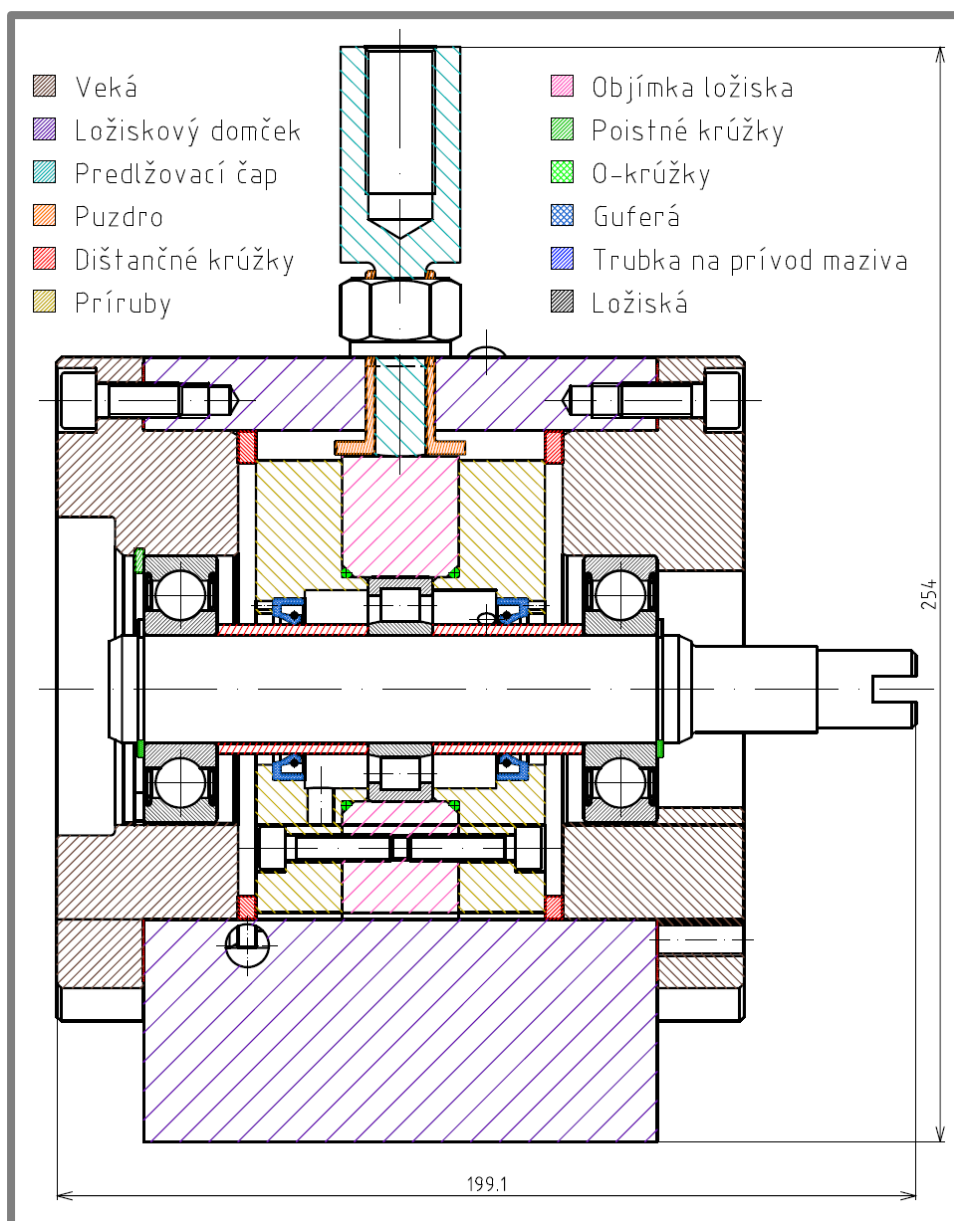 Veká
Ložiskový domček
Predlžovací čap
Puzdro
Dištančné krúžky
Príruby
Objímka ložiska
Poistné krúžky
O-krúžky
Guferá
Trubka na prívod maziva
Ložiská
254
199.1